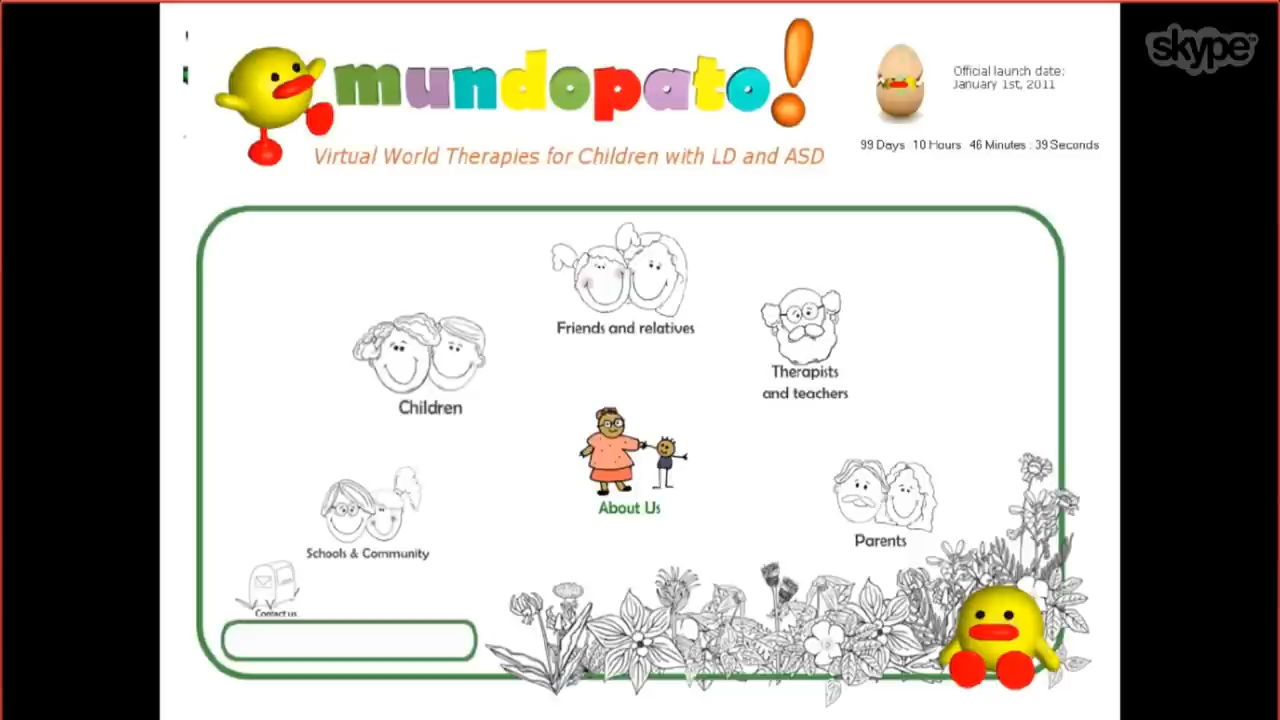 skype™
mundopato!
Official launch date:
January 1st, 2011
99 Days 10 Hours 46 Minutes : 39 Seconds
Virtual World Therapies for Children with LD and ASD
Friends and relatives
Therapists
and teachers
Children
About Us
Parents
Schools & Community
Contact us